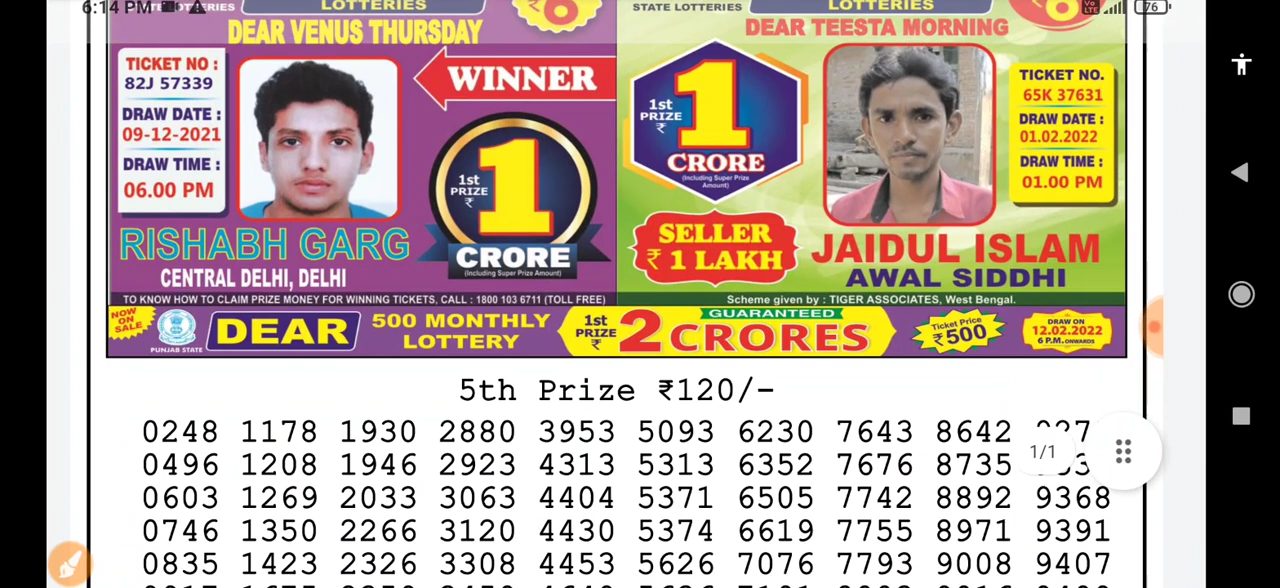 6:14 PM
Vo LTE
76
STATE LOTTERIES
LOTTERIES
DEAR VENUS THURSDAY
TICKET NO :
82J 57339
DRAW DATE :
09-12-2021
DRAW TIME :
06.00 PM
WINNER
1st PRIZE ₹
1
CRORE
(Including Super Prize Amount)
RISHABH GARG
CENTRAL DELHI, DELHI
TO KNOW HOW TO CLAIM PRIZE MONEY FOR WINNING TICKETS, CALL : 1800 103 6711 (TOLL FREE)
STATE LOTTERIES
LOTTERIES
DEAR TEESTA MORNING
1st PRIZE ₹
1
CRORE
(Including Super Prize Amount)
TICKET NO.
65K 37631
DRAW DATE :
01.02.2022
DRAW TIME :
01.00 PM
SELLER
₹ 1 LAKH
JAIDUL ISLAM
AWAL SIDDHI
Scheme given by : TIGER ASSOCIATES, West Bengal.
NOW ON SALE
PUNJAB STATE
DEAR
500 MONTHLY
LOTTERY
1st PRIZE ₹
GUARANTEED
2 CRORES
Ticket Price
₹500
DRAW ON
12.02.2022
6 P.M. ONWARDS
5th Prize ₹120/-
0248 1178 1930 2880 3953 5093 6230 7643 8642
0496 1208 1946 2923 4313 5313 6352 7676 8735
1/1
0603 1269 2033 3063 4404 5371 6505 7742 8892 9368
0746 1350 2266 3120 4430 5374 6619 7755 8971 9391
0835 1423 2326 3308 4453 5626 7076 7793 9008 9407